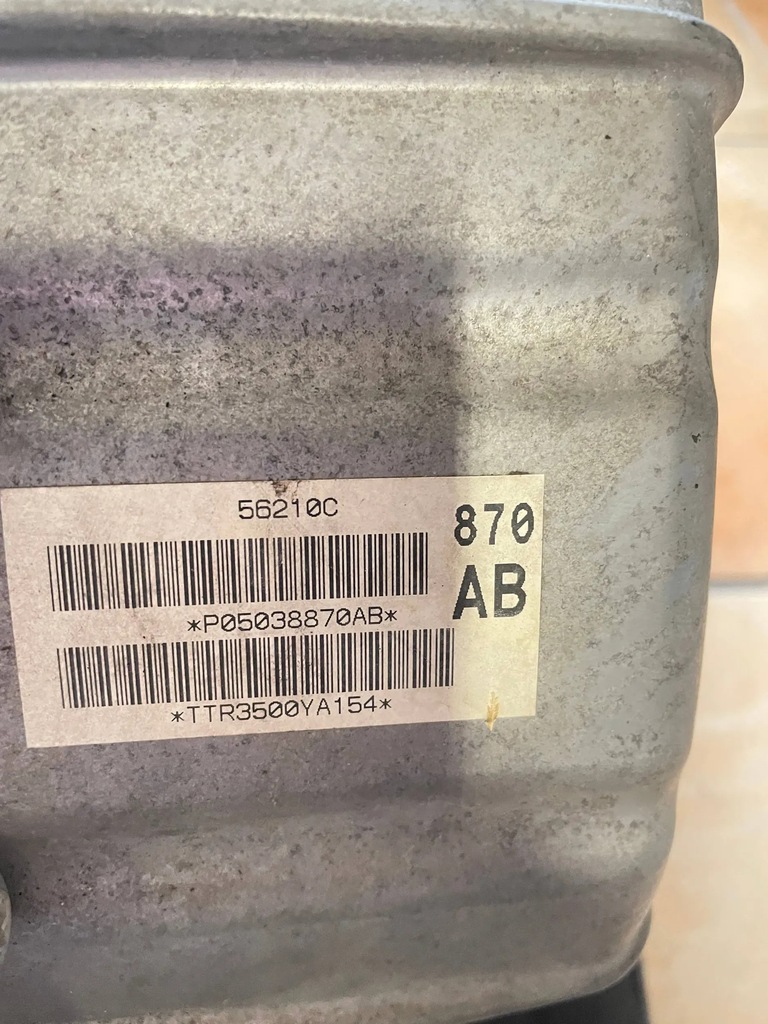 56210C
870
AB
*P05038870AB*
*TTR3500YA154*